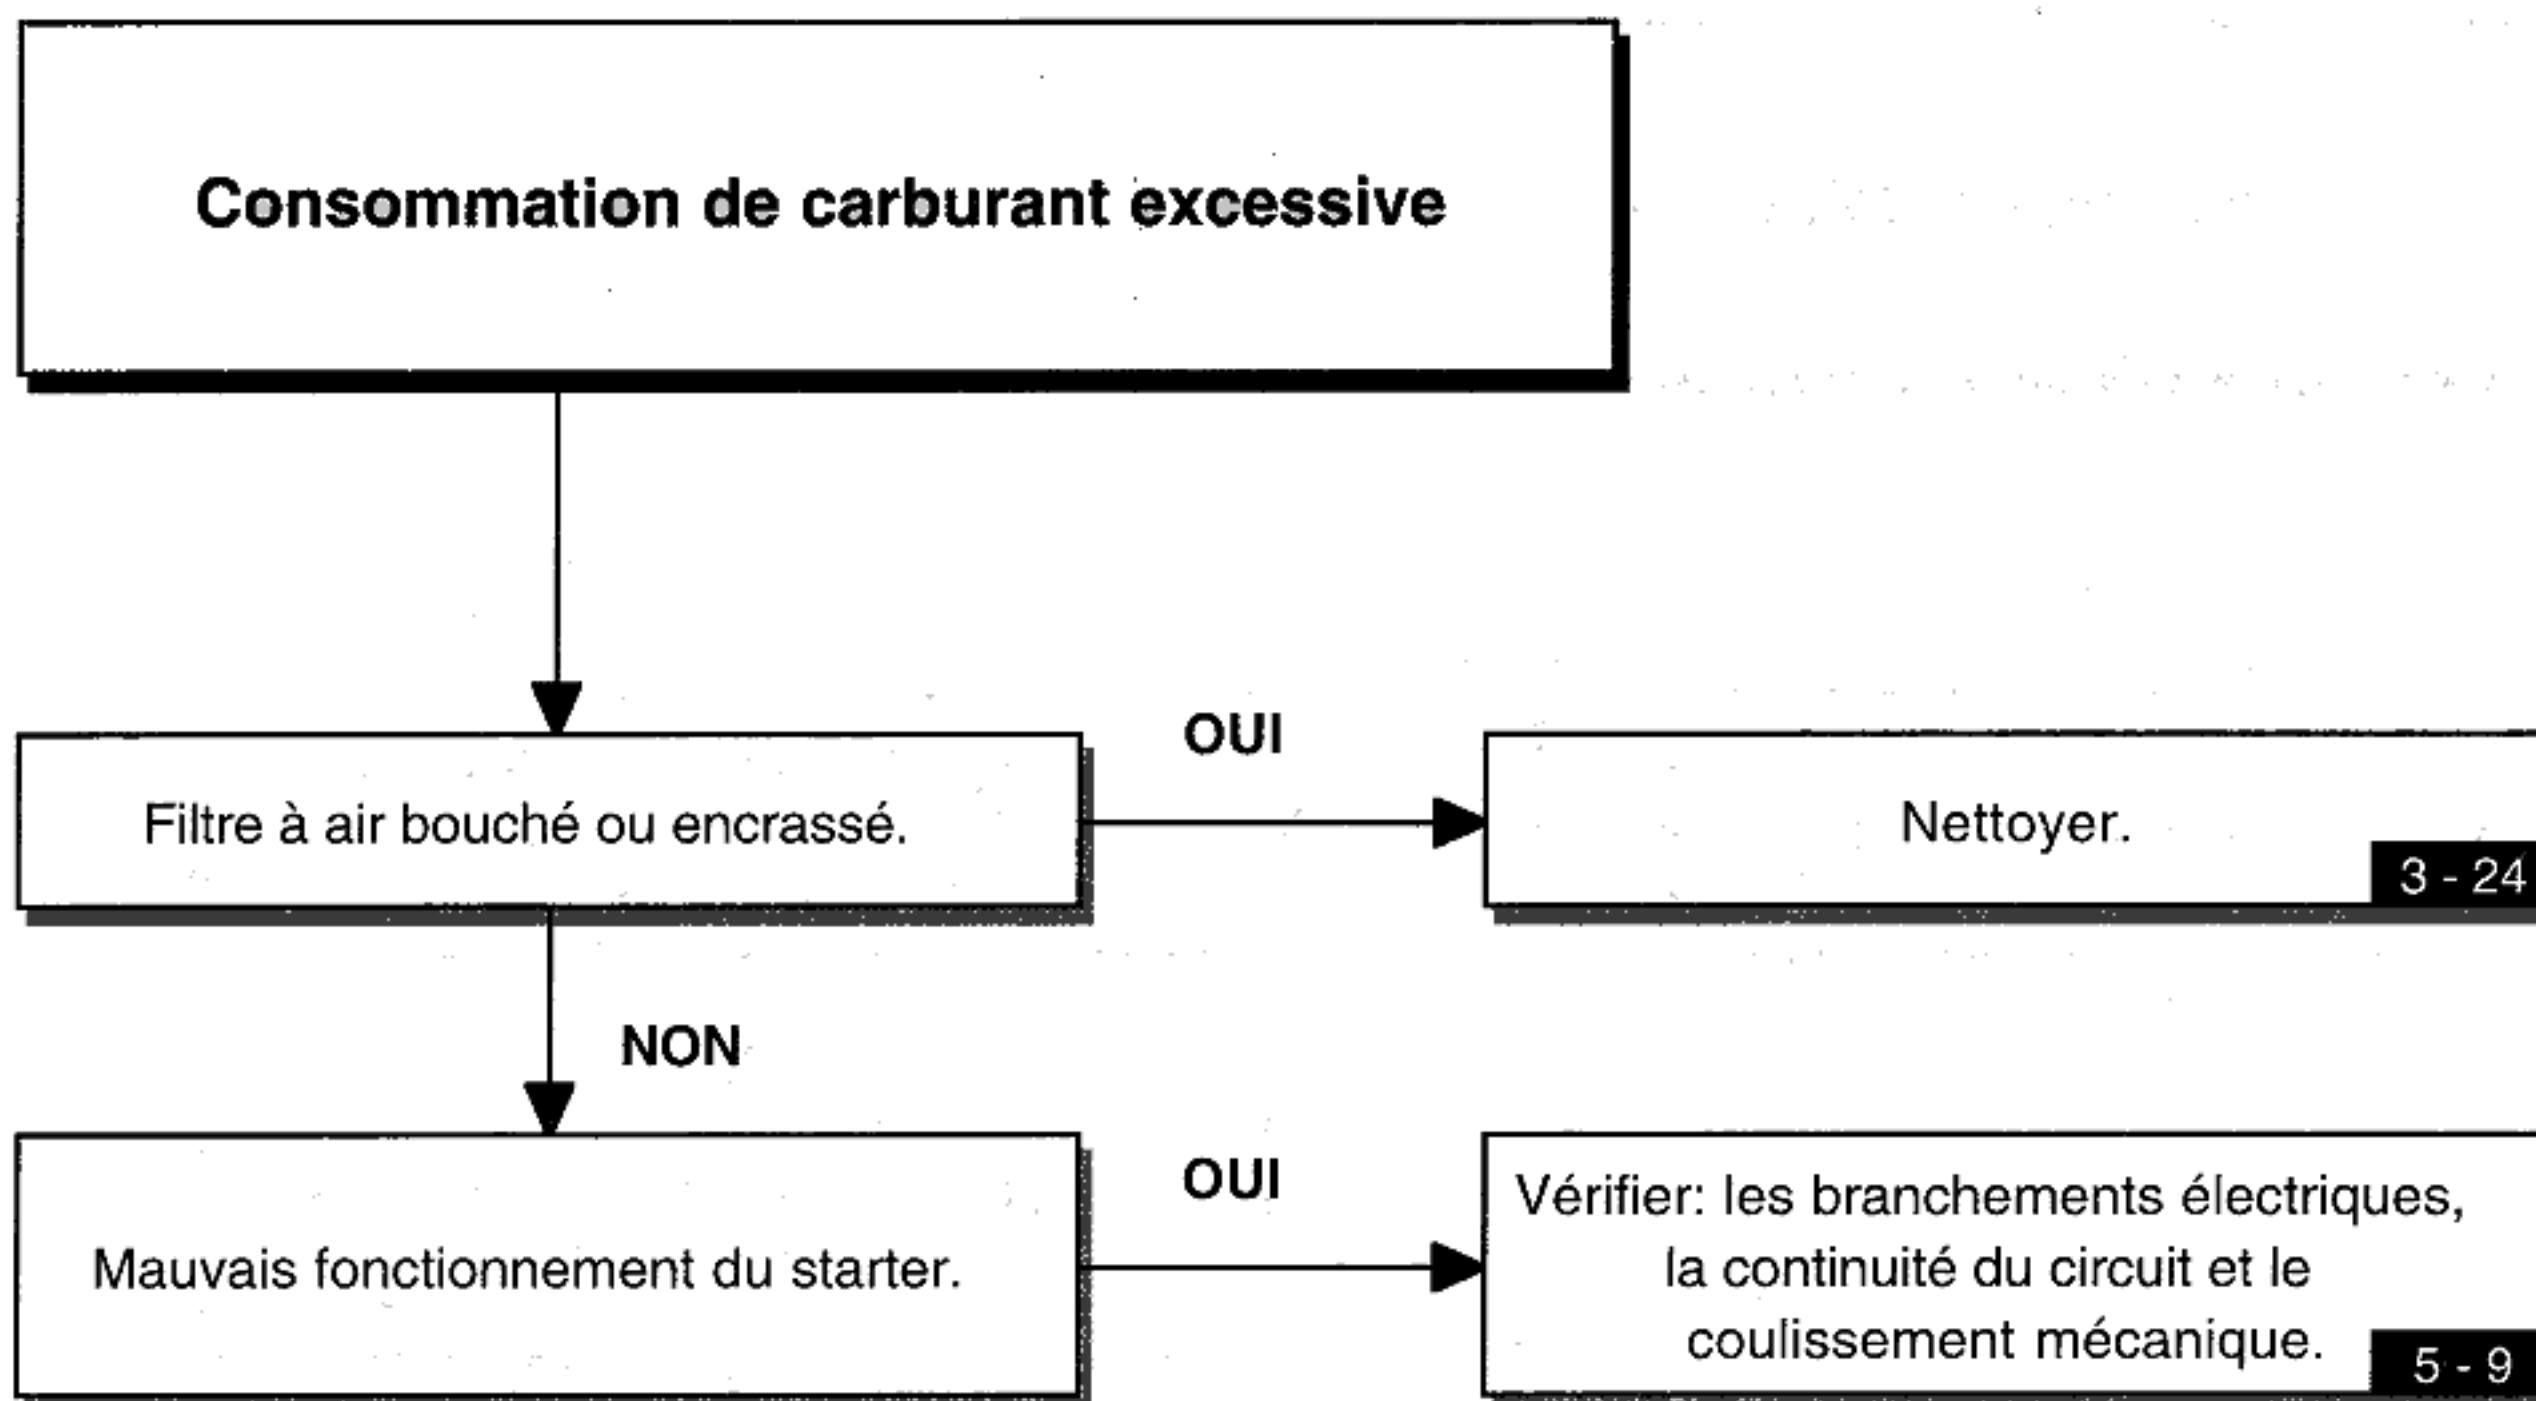 Consommation de carburant excessive
OUI
Filtre à air bouché ou encrassé.
Nettoyer.
3 - 24
NON
OUI
Mauvais fonctionnement du starter.
Vérifier: les branchements électriques,
la continuité du circuit et le
coulissement mécanique.
5 - 9